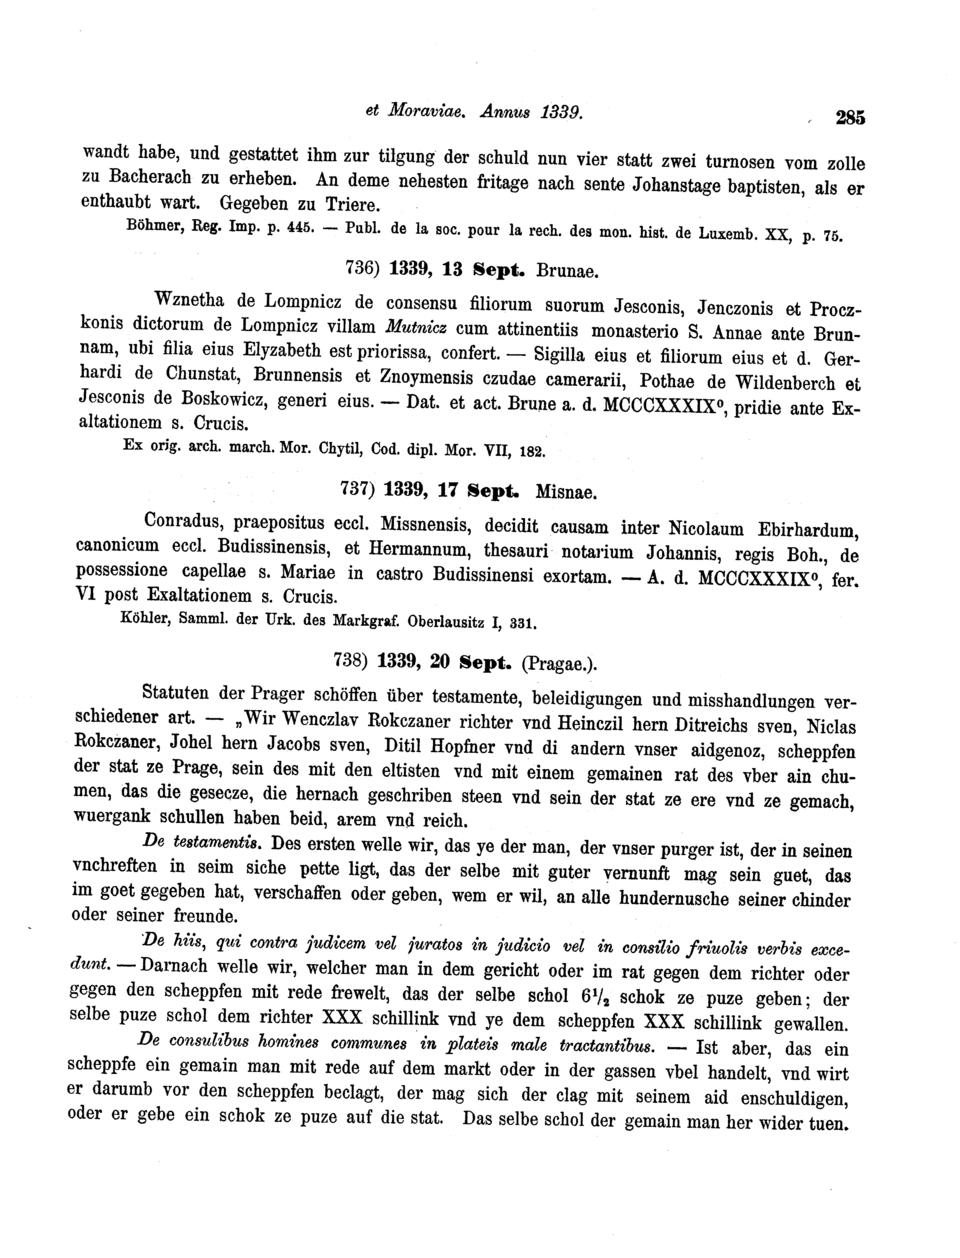 et Moraviae. Annus 1339. 285
wandt habe, und gestattet ihm zur tilgung der schuld nun vier statt zwei turnosen vom zolle
zu Bacherach zu erheben. An deme nehesten fritage nach sente Johanstage baptisten, als er
enthaubt wart. Gegeben zu Triere.
Böhmer, Reg. Imp. p. 445. — Publ. de la soc. pour la rech. des mon. hist. de Luxemb. XX, p. 75.
736) 1339, 13 Sept. Brunae.
Wznetha de Lompnicz de consensu filiorum suorum Jesconis, Jenczonis et Procz-
konis dictorum de Lompnicz villam Mutnicz cum attinentiis monasterio S. Annae ante Brun-
nam, ubi filia eius Elyzabeth est priorissa, confert. — Sigilla eius et filiorum eius et d. Ger-
hardi de Chunstat, Brunnensis et Znoymensis czudae camerarii, Pothae de Wildenberch et
Jesconis de Boskowicz, generi eius. — Dat. et act. Brune a. d. MCCCXXXIX⁰, pridie ante Ex-
altationem s. Crucis.
Ex orig. arch. march. Mor. Chytil, Cod. dipl. Mor. VII, 182.
737) 1339, 17 Sept. Misnae.
Conradus, praepositus eccl. Missnensis, decidit causam inter Nicolaum Ebirhardum,
canonicum eccl. Budissinensis, et Hermannum, thesauri notarium Johannis, regis Boh., de
possessione capellae s. Mariae in castro Budissinensi exortam. — A. d. MCCCXXXIX⁰, fer.
VI post Exaltationem s. Crucis.
Köhler, Samml. der Urk. des Markgraf. Oberlausitz I, 331.
738) 1339, 20 Sept. (Pragae.).
Statuten der Prager schöffen über testamente, beleidigungen und misshandlungen ver-
schiedener art. — „Wir Wenczlav Rokczaner richter vnd Heinczil hern Ditreichs sven, Niclas
Rokczaner, Johel hern Jacobs sven, Ditil Hopfner vnd di andern vnser aidgenoz, scheppfen
der stat ze Prage, sein des mit den eltisten vnd mit einem gemainen rat des vber ain chu-
men, das die gesecze, die hernach geschriben steen vnd sein der stat ze ere vnd ze gemach,
wuergank schullen haben beid, arem vnd reich.
De testamentis. Des ersten welle wir, das ye der man, der vnser purger ist, der in seinen
vnchreften in seim siche pette ligt, das der selbe mit guter vernunft mag sein guet, das
im goet gegeben hat, verschaffen oder geben, wem er wil, an alle hundernusche seiner chinder
oder seiner freunde.
De hiis, qui contra judicem vel juratos in judicio vel in consilio friuolis verbis exce-
dunt. — Darnach welle wir, welcher man in dem gericht oder im rat gegen dem richter oder
gegen den scheppfen mit rede frewelt, das der selbe schol 6¹/₂ schok ze puze geben; der
selbe puze schol dem richter XXX schillink vnd ye dem scheppfen XXX schillink gewallen.
De consulibus homines communes in plateis male tractantibus. — Ist aber, das ein
scheppfe ein gemain man mit rede auf dem markt oder in der gassen vbel handelt, vnd wirt
er darumb vor den scheppfen beclagt, der mag sich der clag mit seinem aid enschuldigen,
oder er gebe ein schok ze puze auf die stat. Das selbe schol der gemain man her wider tuen.